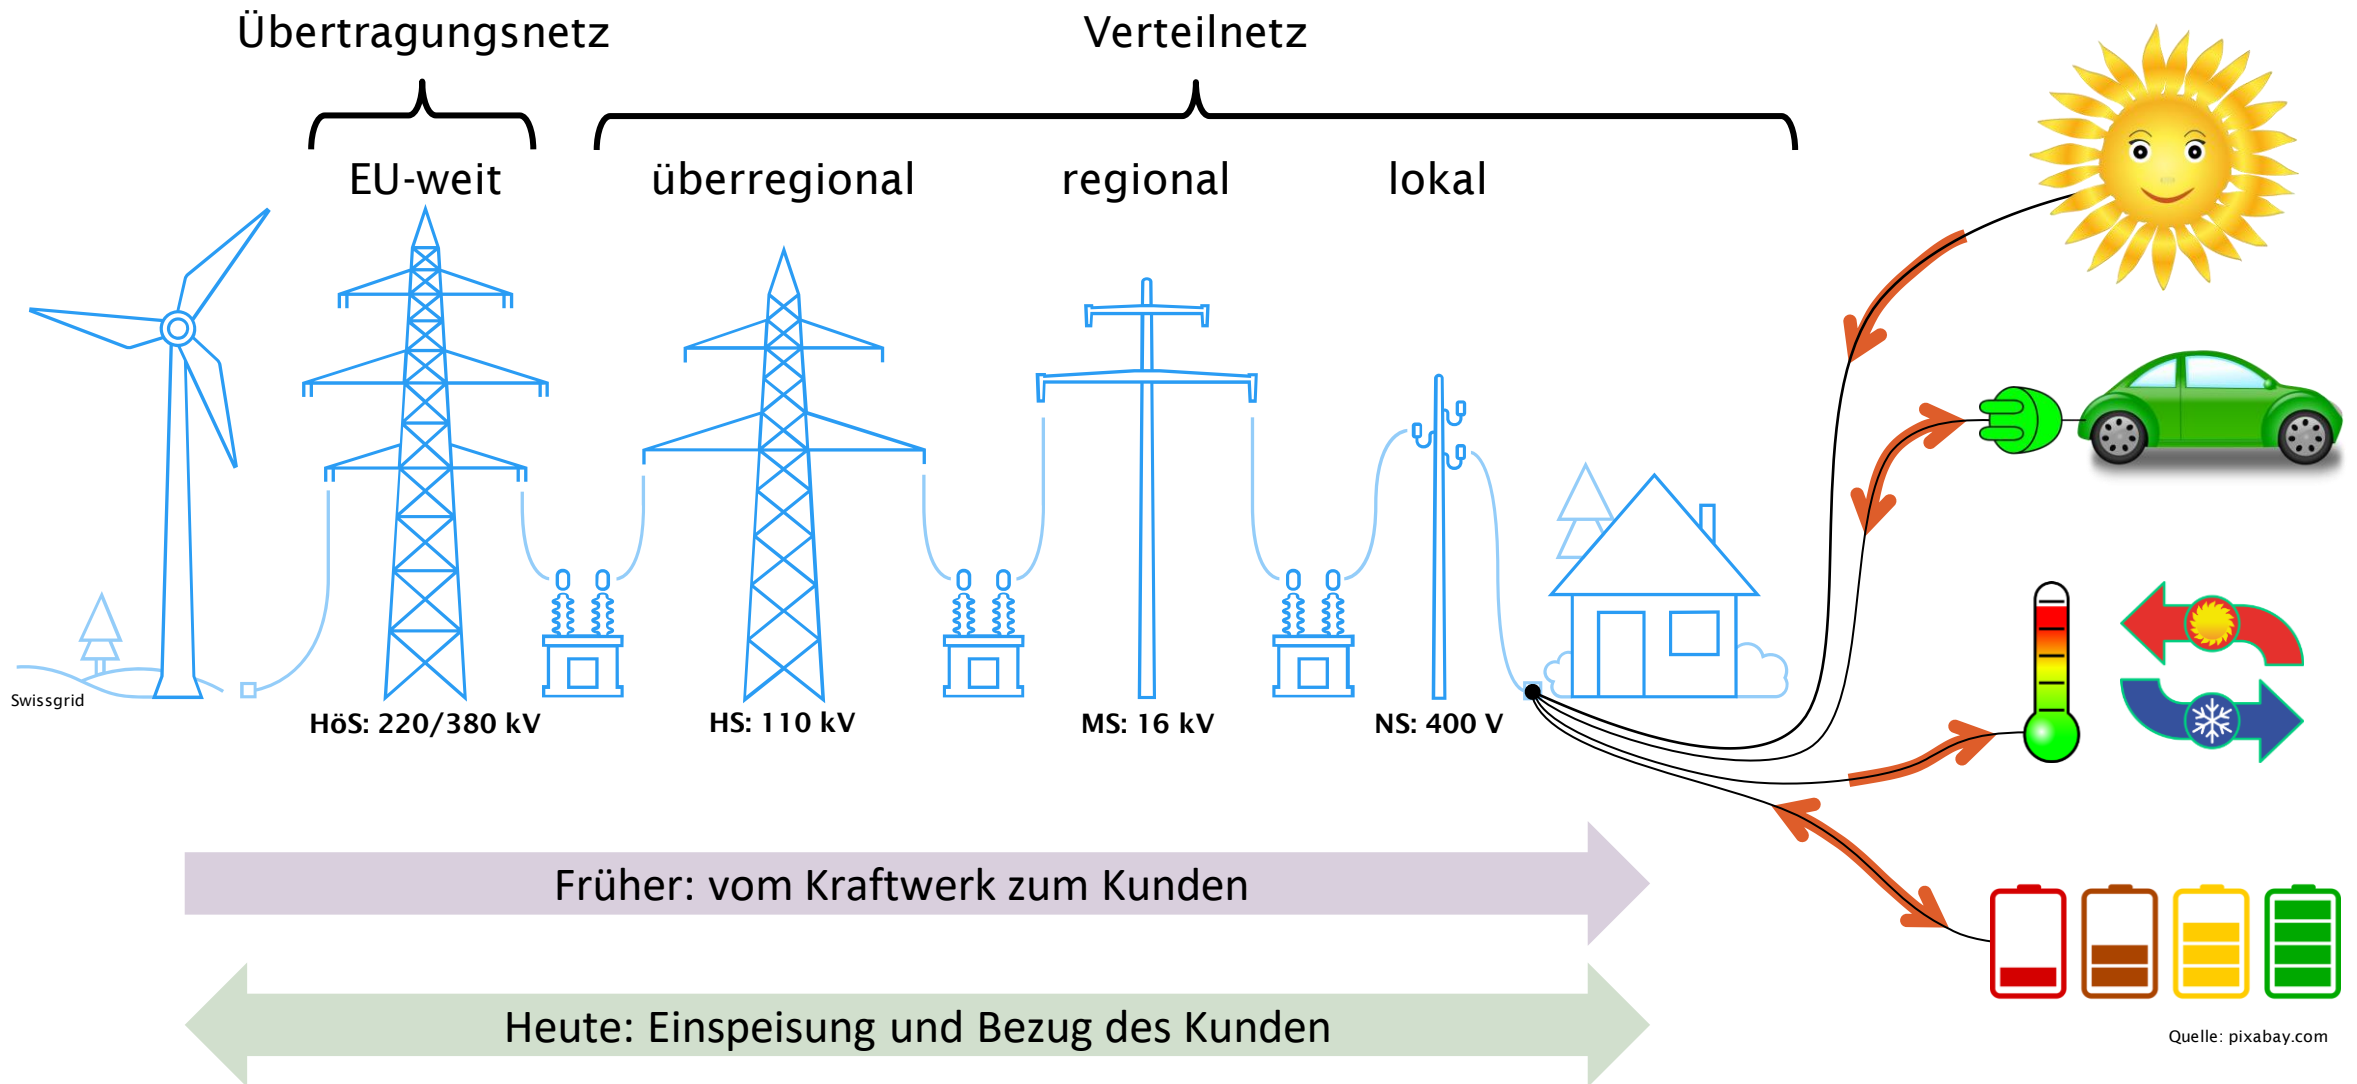 Übertragungsnetz
Verteilnetz
EU-weit
überregional
regional
lokal
Swissgrid
HöS: 220/380 kV
HS: 110 kV
MS: 16 kV
NS: 400 V
Früher: vom Kraftwerk zum Kunden
Heute: Einspeisung und Bezug des Kunden
Quelle: pixabay.com